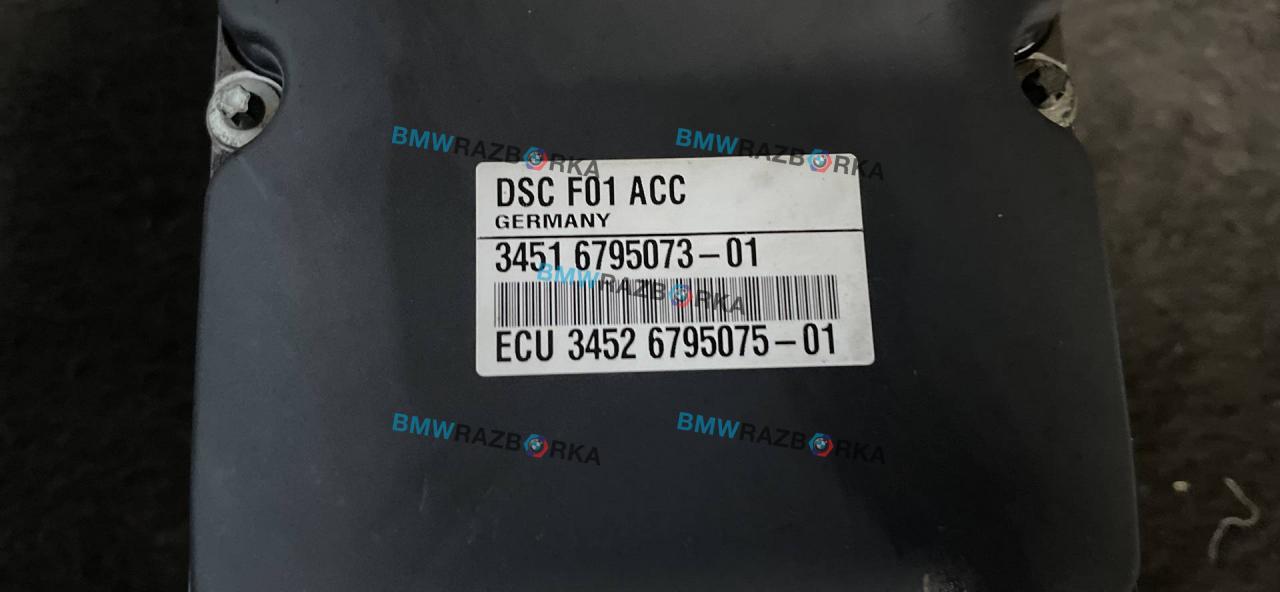 BMWRAZBORKA BMWRAZBORKA
DSC F01 ACC
GERMANY
3451 6795073-01
BMWRAZBORKA
ECU 3452 6795075-01
BMWRAZBORKA BMWRAZBORKA